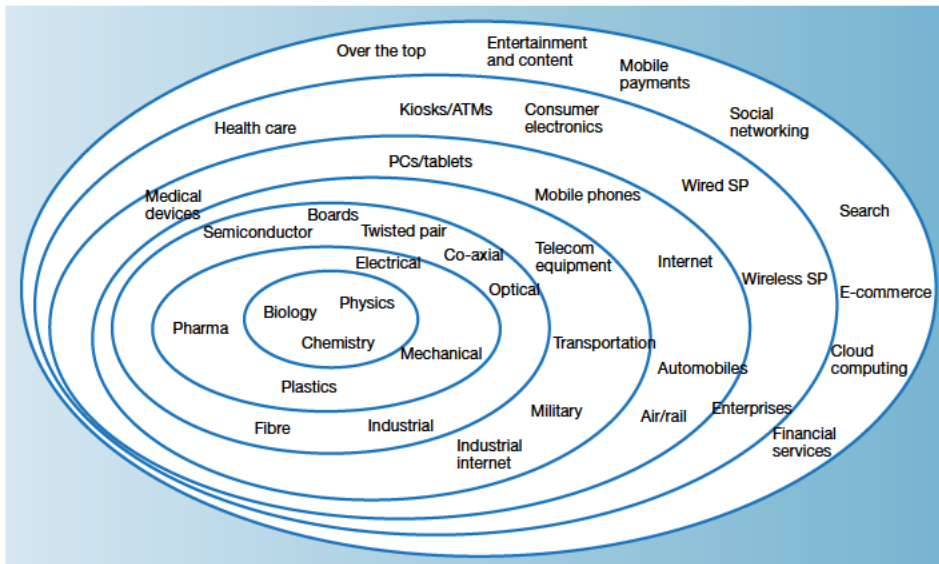 Over the top
Entertainment
and content
Mobile
payments
Social
networking
Kiosks/ATMs
Consumer
electronics
Health care
PCs/tablets
Mobile phones
Wired SP
Search
Medical
devices
Boards
Semiconductor
Twisted pair
Co-axial
Telecom
equipment
Internet
Wireless SP
E-commerce
Electrical
Optical
Physics
Biology
Pharma
Chemistry
Mechanical
Transportation
Cloud
computing
Automobiles
Plastics
Military
Air/rail
Enterprises
Fibre
Industrial
Industrial
internet
Financial
services